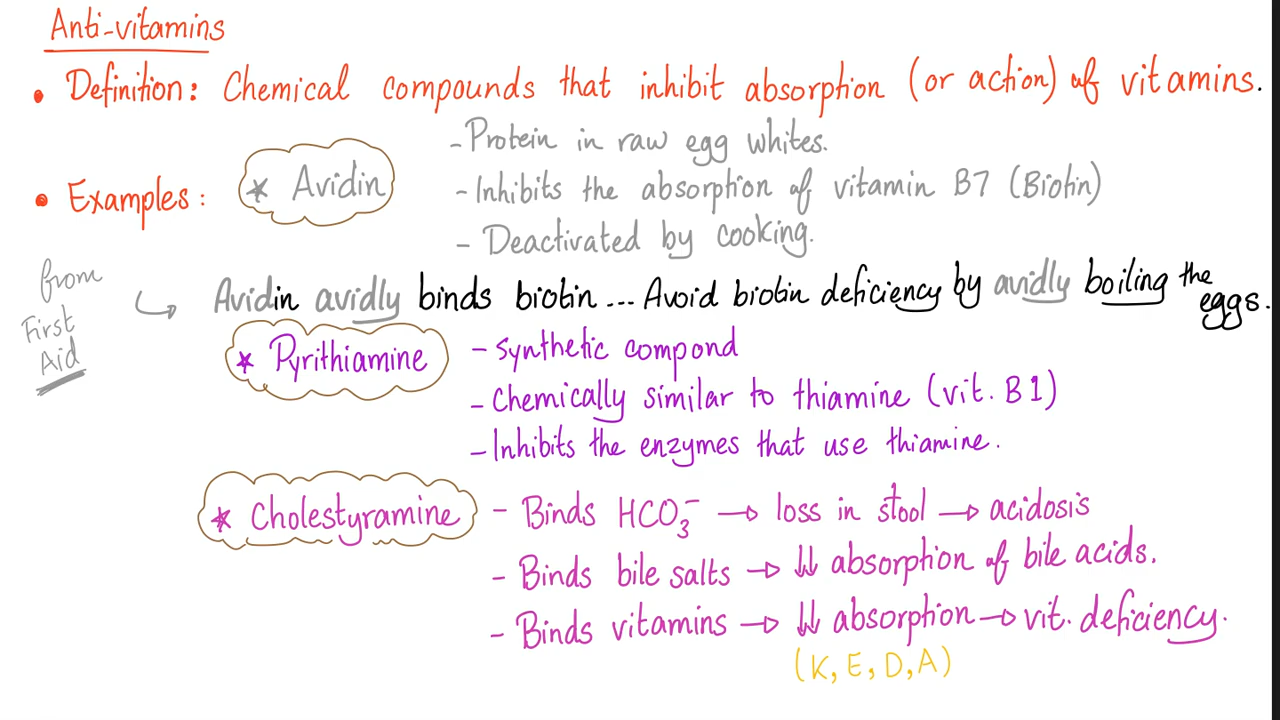 Anti-vitamins
• Definition: Chemical compounds that inhibit absorption (or action) of vitamins.
• Examples:
* Avidin
- Protein in raw egg whites.
- Inhibits the absorption of vitamin B7 (Biotin)
- Deactivated by cooking.
from
First
Aid
Avidin avidly binds biotin... Avoid biotin deficiency by avidly boiling the
eggs.
* Pyrithiamine
- Synthetic compond
- Chemically similar to thiamine (vit. B1)
- Inhibits the enzymes that use thiamine.
* Cholestyramine
- Binds HCO₃⁻ → loss in stool → acidosis
- Binds bile salts → ↓↓ absorption of bile acids.
- Binds vitamins → ↓↓ absorption → vit. deficiency.
(K, E, D, A)